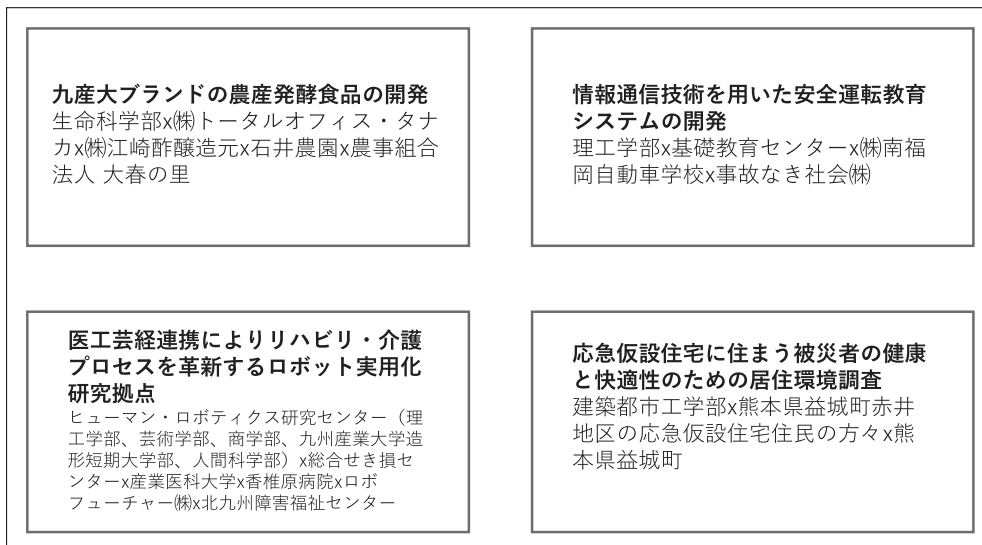 九産大ブランドの農産発酵食品の開発
生命科学部x㈱トータルオフィス・タナ
カx㈱江崎酢醸造元x石井農園x農事組合
法人 大春の里
情報通信技術を用いた安全運転教育
システムの開発
理工学部x基礎教育センターx㈱南福
岡自動車学校x事故なき社会㈱
医工芸経連携によりリハビリ・介護
プロセスを革新するロボット実用化
研究拠点
ヒューマン・ロボティクス研究センター（理
工学部、芸術学部、商学部、九州産業大学造
形短期大学部、人間科学部）x総合せき損セ
ンターx産業医科大学x香椎原病院xロボ
フューチャー㈱x北九州障害福祉センター
応急仮設住宅に住まう被災者の健康
と快適性のための居住環境調査
建築都市工学部x熊本県益城町赤井
地区の応急仮設住宅住民の方々x熊
本県益城町